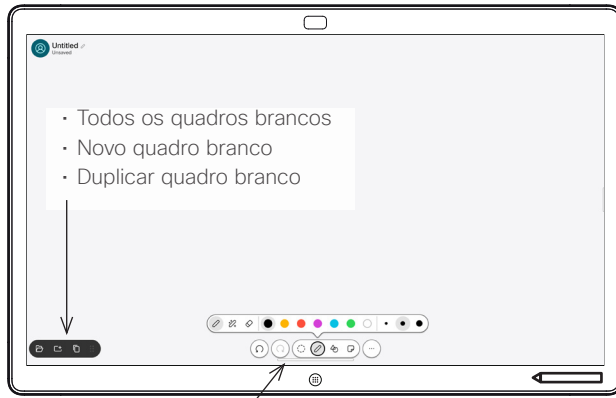 Untitled
Unsaved
· Todos os quadros brancos
· Novo quadro branco
· Duplicar quadro branco